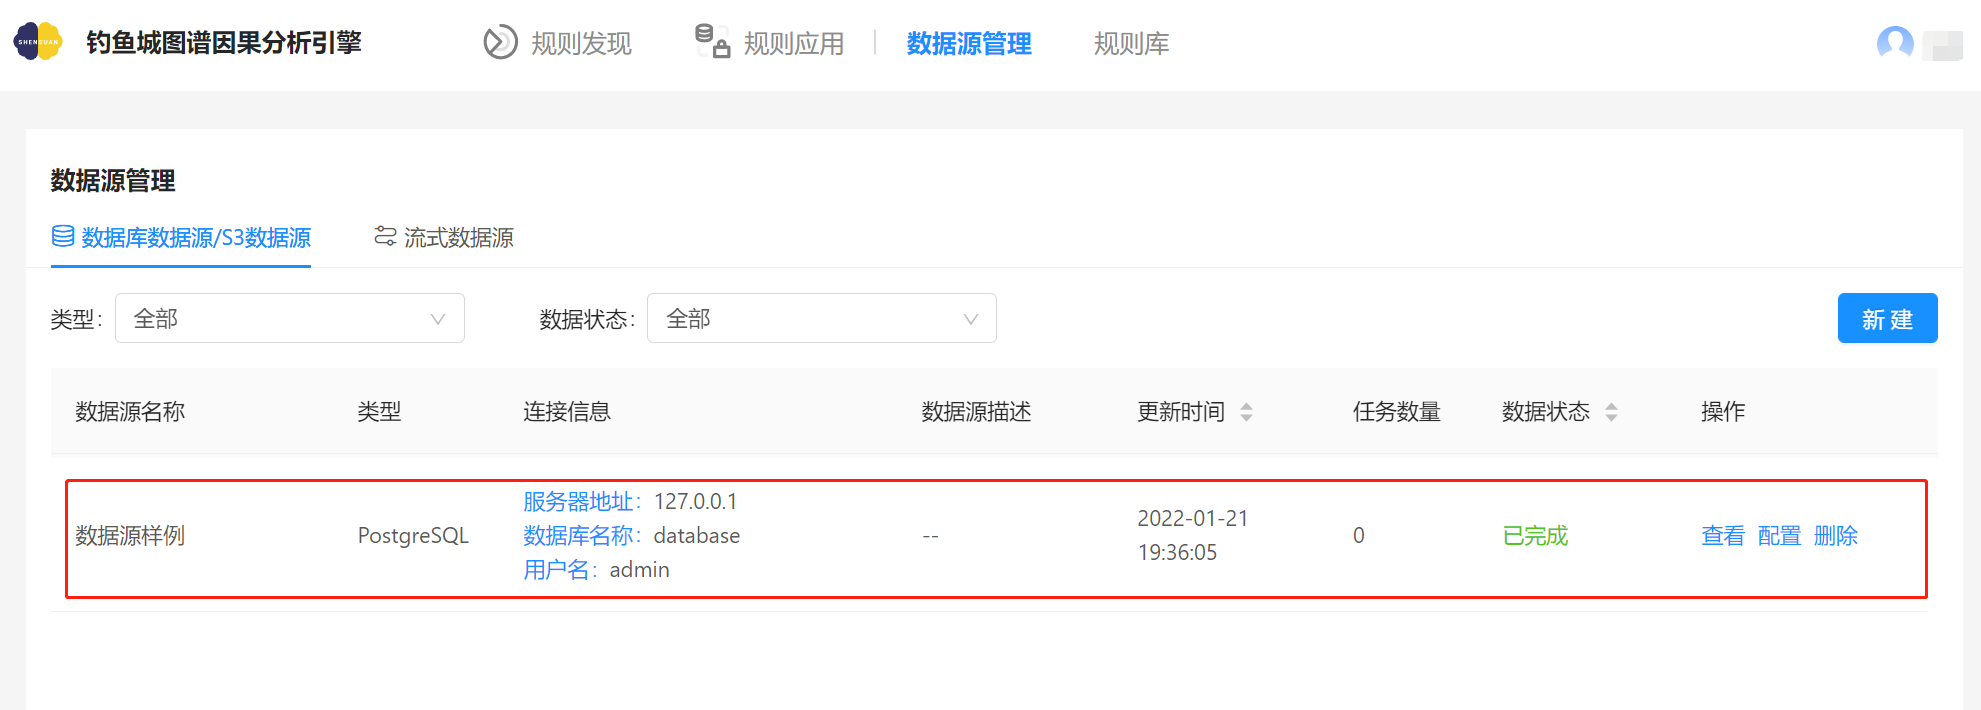 SHENSUAN 钓鱼城图谱因果分析引擎 规则发现 规则应用 数据源管理 规则库
数据源管理
数据库数据源/S3数据源 流式数据源
类型: 全部 数据状态: 全部 新 建
数据源名称 类型 连接信息 数据源描述 更新时间 任务数量 数据状态 操作
服务器地址: 127.0.0.1
数据源样例 PostgreSQL 数据库名称: database -- 2022-01-21 0 已完成 查看 配置 删除
19:36:05
用户名: admin